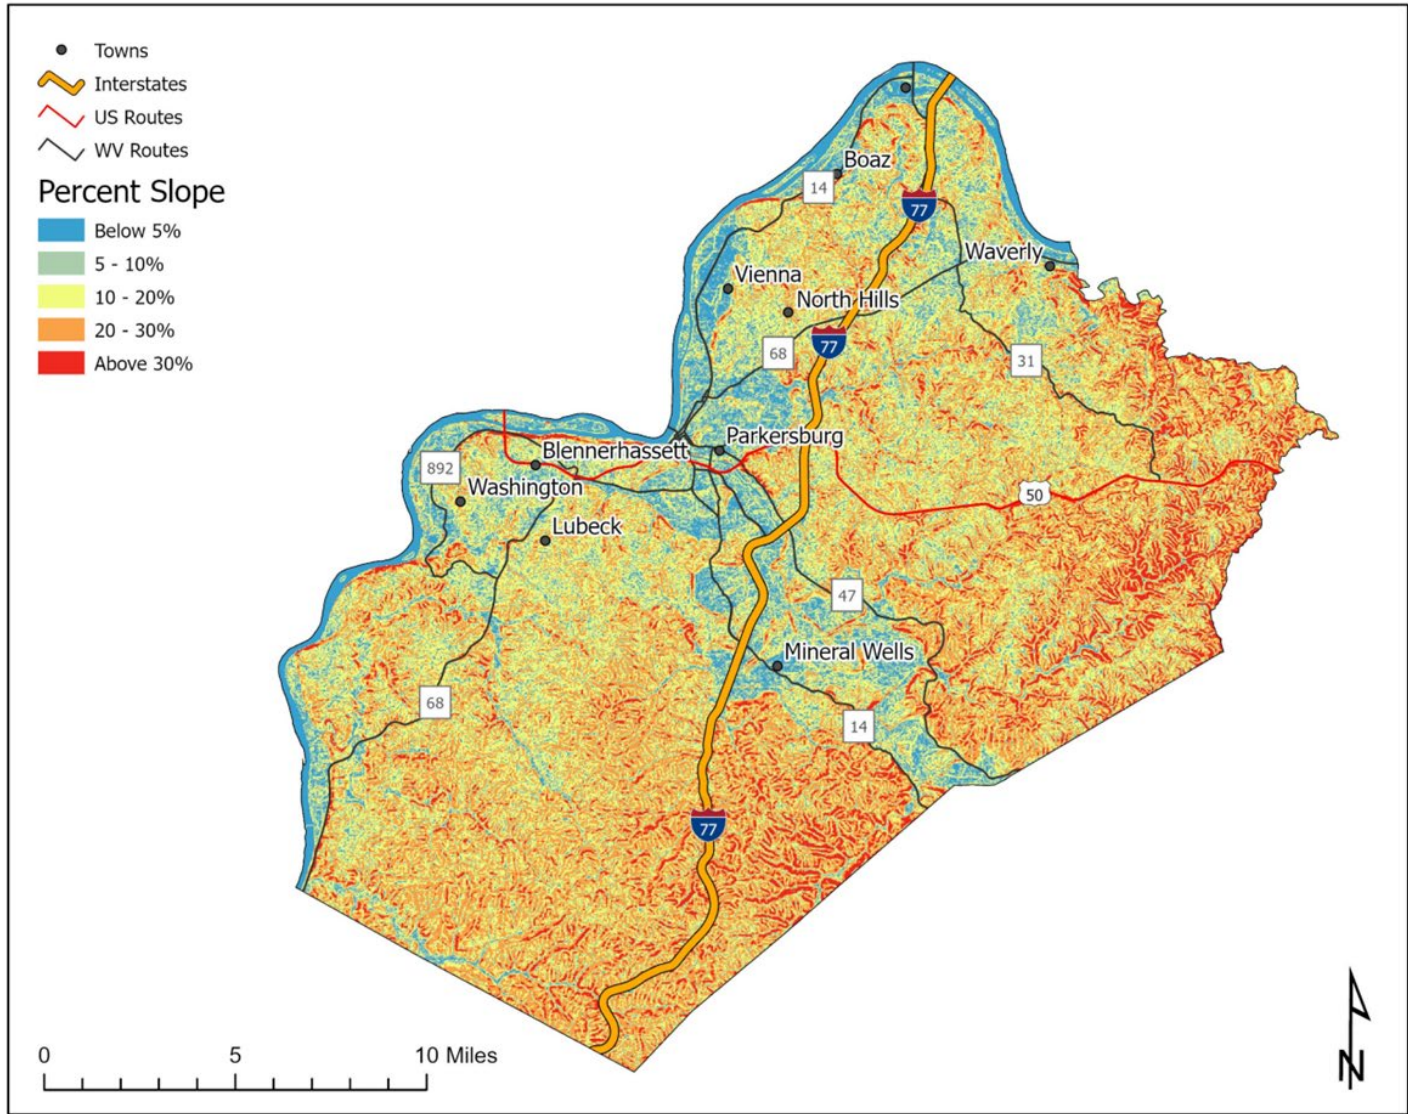 Towns
Interstates
US Routes
WV Routes
Percent Slope
Below 5%
5 - 10%
10 - 20%
20 - 30%
Above 30%
Boaz
14
77
Waverly
Vienna
North Hills
77
68
31
Parkersburg
Blennerhassett
892
Washington
50
Lubeck
47
Mineral Wells
68
14
77
0 5 10 Miles
N